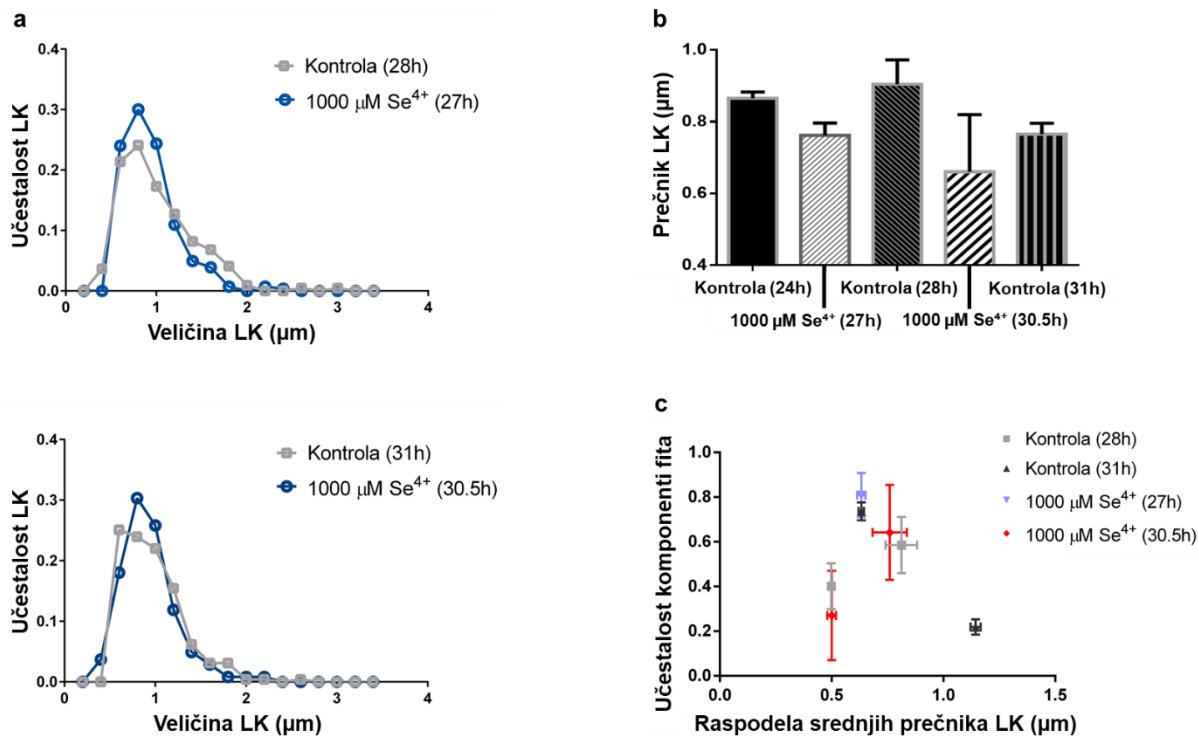 a
0.4
0.3
0.2
0.1
0.0
0
1
2
3
4
Učestalost LK
Veličina LK (µm)
Kontrola (28h)
1000 µM Se⁴⁺ (27h)
b
1.0
0.8
0.6
0.4
Prečnik LK (µm)
Kontrola (24h)
Kontrola (28h)
Kontrola (31h)
1000 µM Se⁴⁺ (27h)
1000 µM Se⁴⁺ (30.5h)
0.4
0.3
0.2
0.1
0.0
0
1
2
3
4
Učestalost LK
Veličina LK (µm)
Kontrola (31h)
1000 µM Se⁴⁺ (30.5h)
c
1.0
0.8
0.6
0.4
0.2
0.0
0.0
0.5
1.0
1.5
Učestalost komponenti fita
Raspodela srednjih prečnika LK (µm)
Kontrola (28h)
Kontrola (31h)
1000 µM Se⁴⁺ (27h)
1000 µM Se⁴⁺ (30.5h)